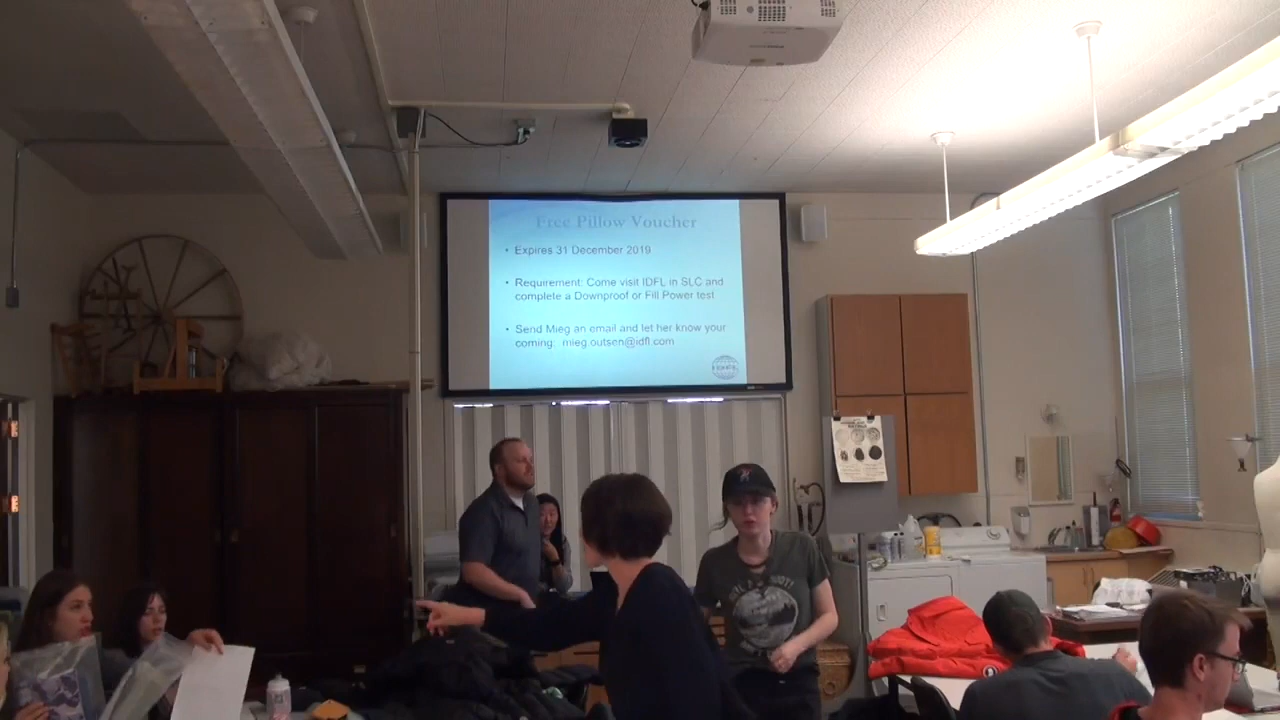 Free Pillow Voucher
• Expires 31 December 2019
• Requirement: Come visit IDFL in SLC and
complete a Downproof or Fill Power test
• Send Mieg an email and let her know your
coming: mieg.outsen@idfl.com